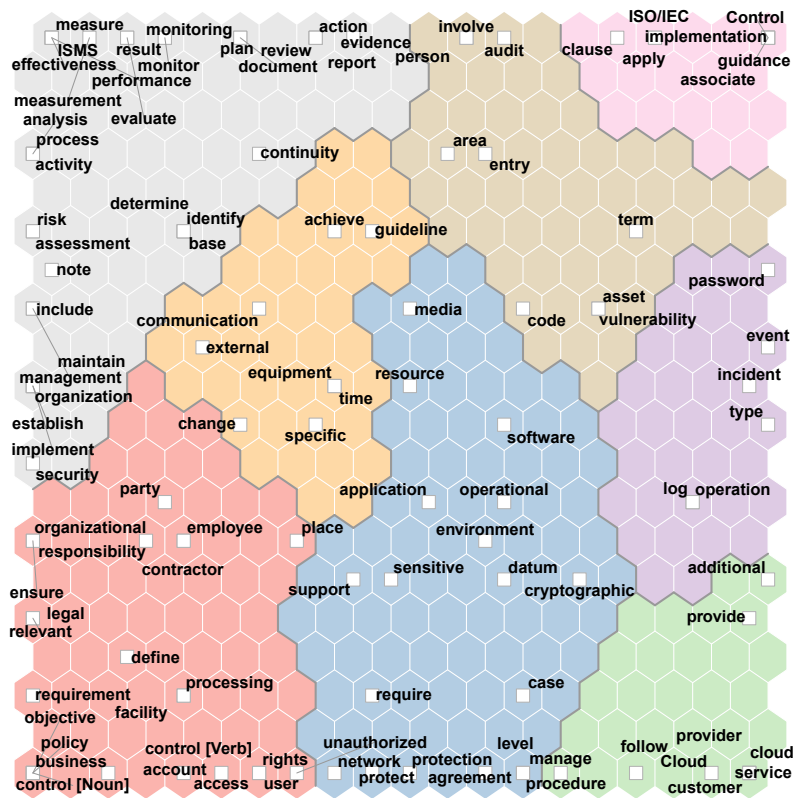 measure
monitoring
action
involve
ISO/IEC
Control
ISMS
result
plan
review
evidence
audit
clause
implementation
effectiveness
monitor
document
report
person
apply
guidance
performance
associate
measurement
analysis
evaluate
process
area
activity
continuity
entry
determine
risk
identify
achieve
guideline
term
assessment
base
note
password
include
communication
media
code
asset
vulnerability
external
event
maintain
management
equipment
resource
incident
organization
time
establish
change
specific
software
type
implement
security
party
application
operational
log
operation
organizational
employee
place
environment
responsibility
contractor
support
sensitive
datum
additional
ensure
cryptographic
legal
relevant
provide
define
requirement
processing
require
case
objective
facility
policy
control [Verb]
unauthorized
level
provider
business
rights
network
protection
manage
follow
Cloud
cloud
control [Noun]
account
access
user
protect
agreement
procedure
customer
service